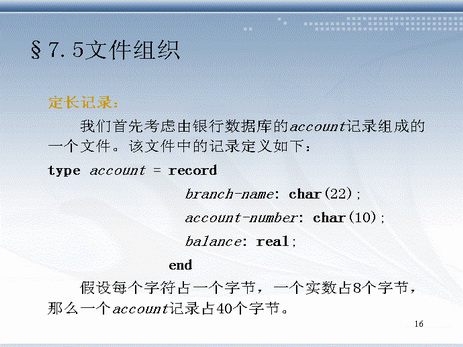 §7.5文件组织
定长记录：
我们首先考虑由银行数据库的account记录组成的
一个文件。该文件中的记录定义如下：
type account = record
branch-name: char(22);
account-number: char(10);
balance: real;
end
假设每个字符占一个字节，一个实数占8个字节，
那么一个account记录占40个字节。
16